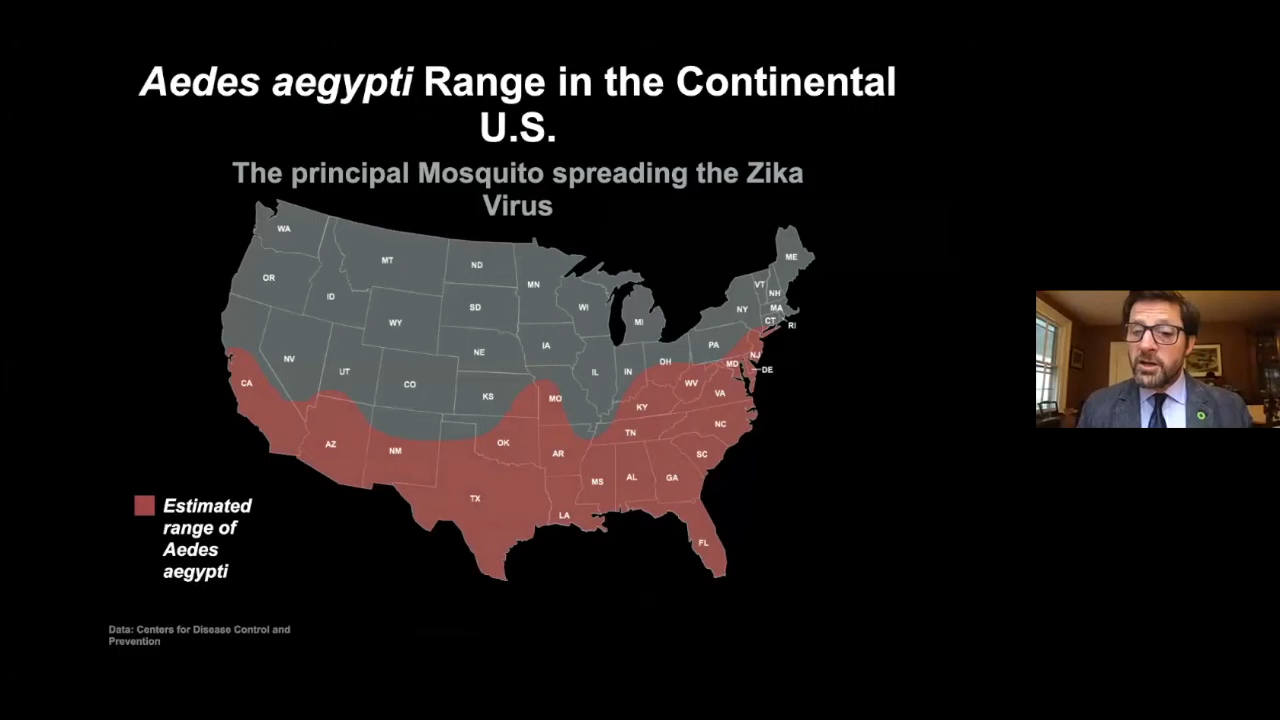 Aedes aegypti Range in the Continental
U.S.
The principal Mosquito spreading the Zika
Virus
WA
MT
ND
MN
ME
OR
ID
SD
WI
VT
NH
WY
MI
NY
MA
CT
RI
NE
IA
PA
NV
UT
CO
IL
IN
OH
NJ
MD
DE
CA
KS
MO
WV
VA
KY
AZ
NM
OK
AR
TN
NC
SC
TX
MS
AL
GA
LA
FL
Estimated
range of
Aedes
aegypti
Data: Centers for Disease Control and
Prevention